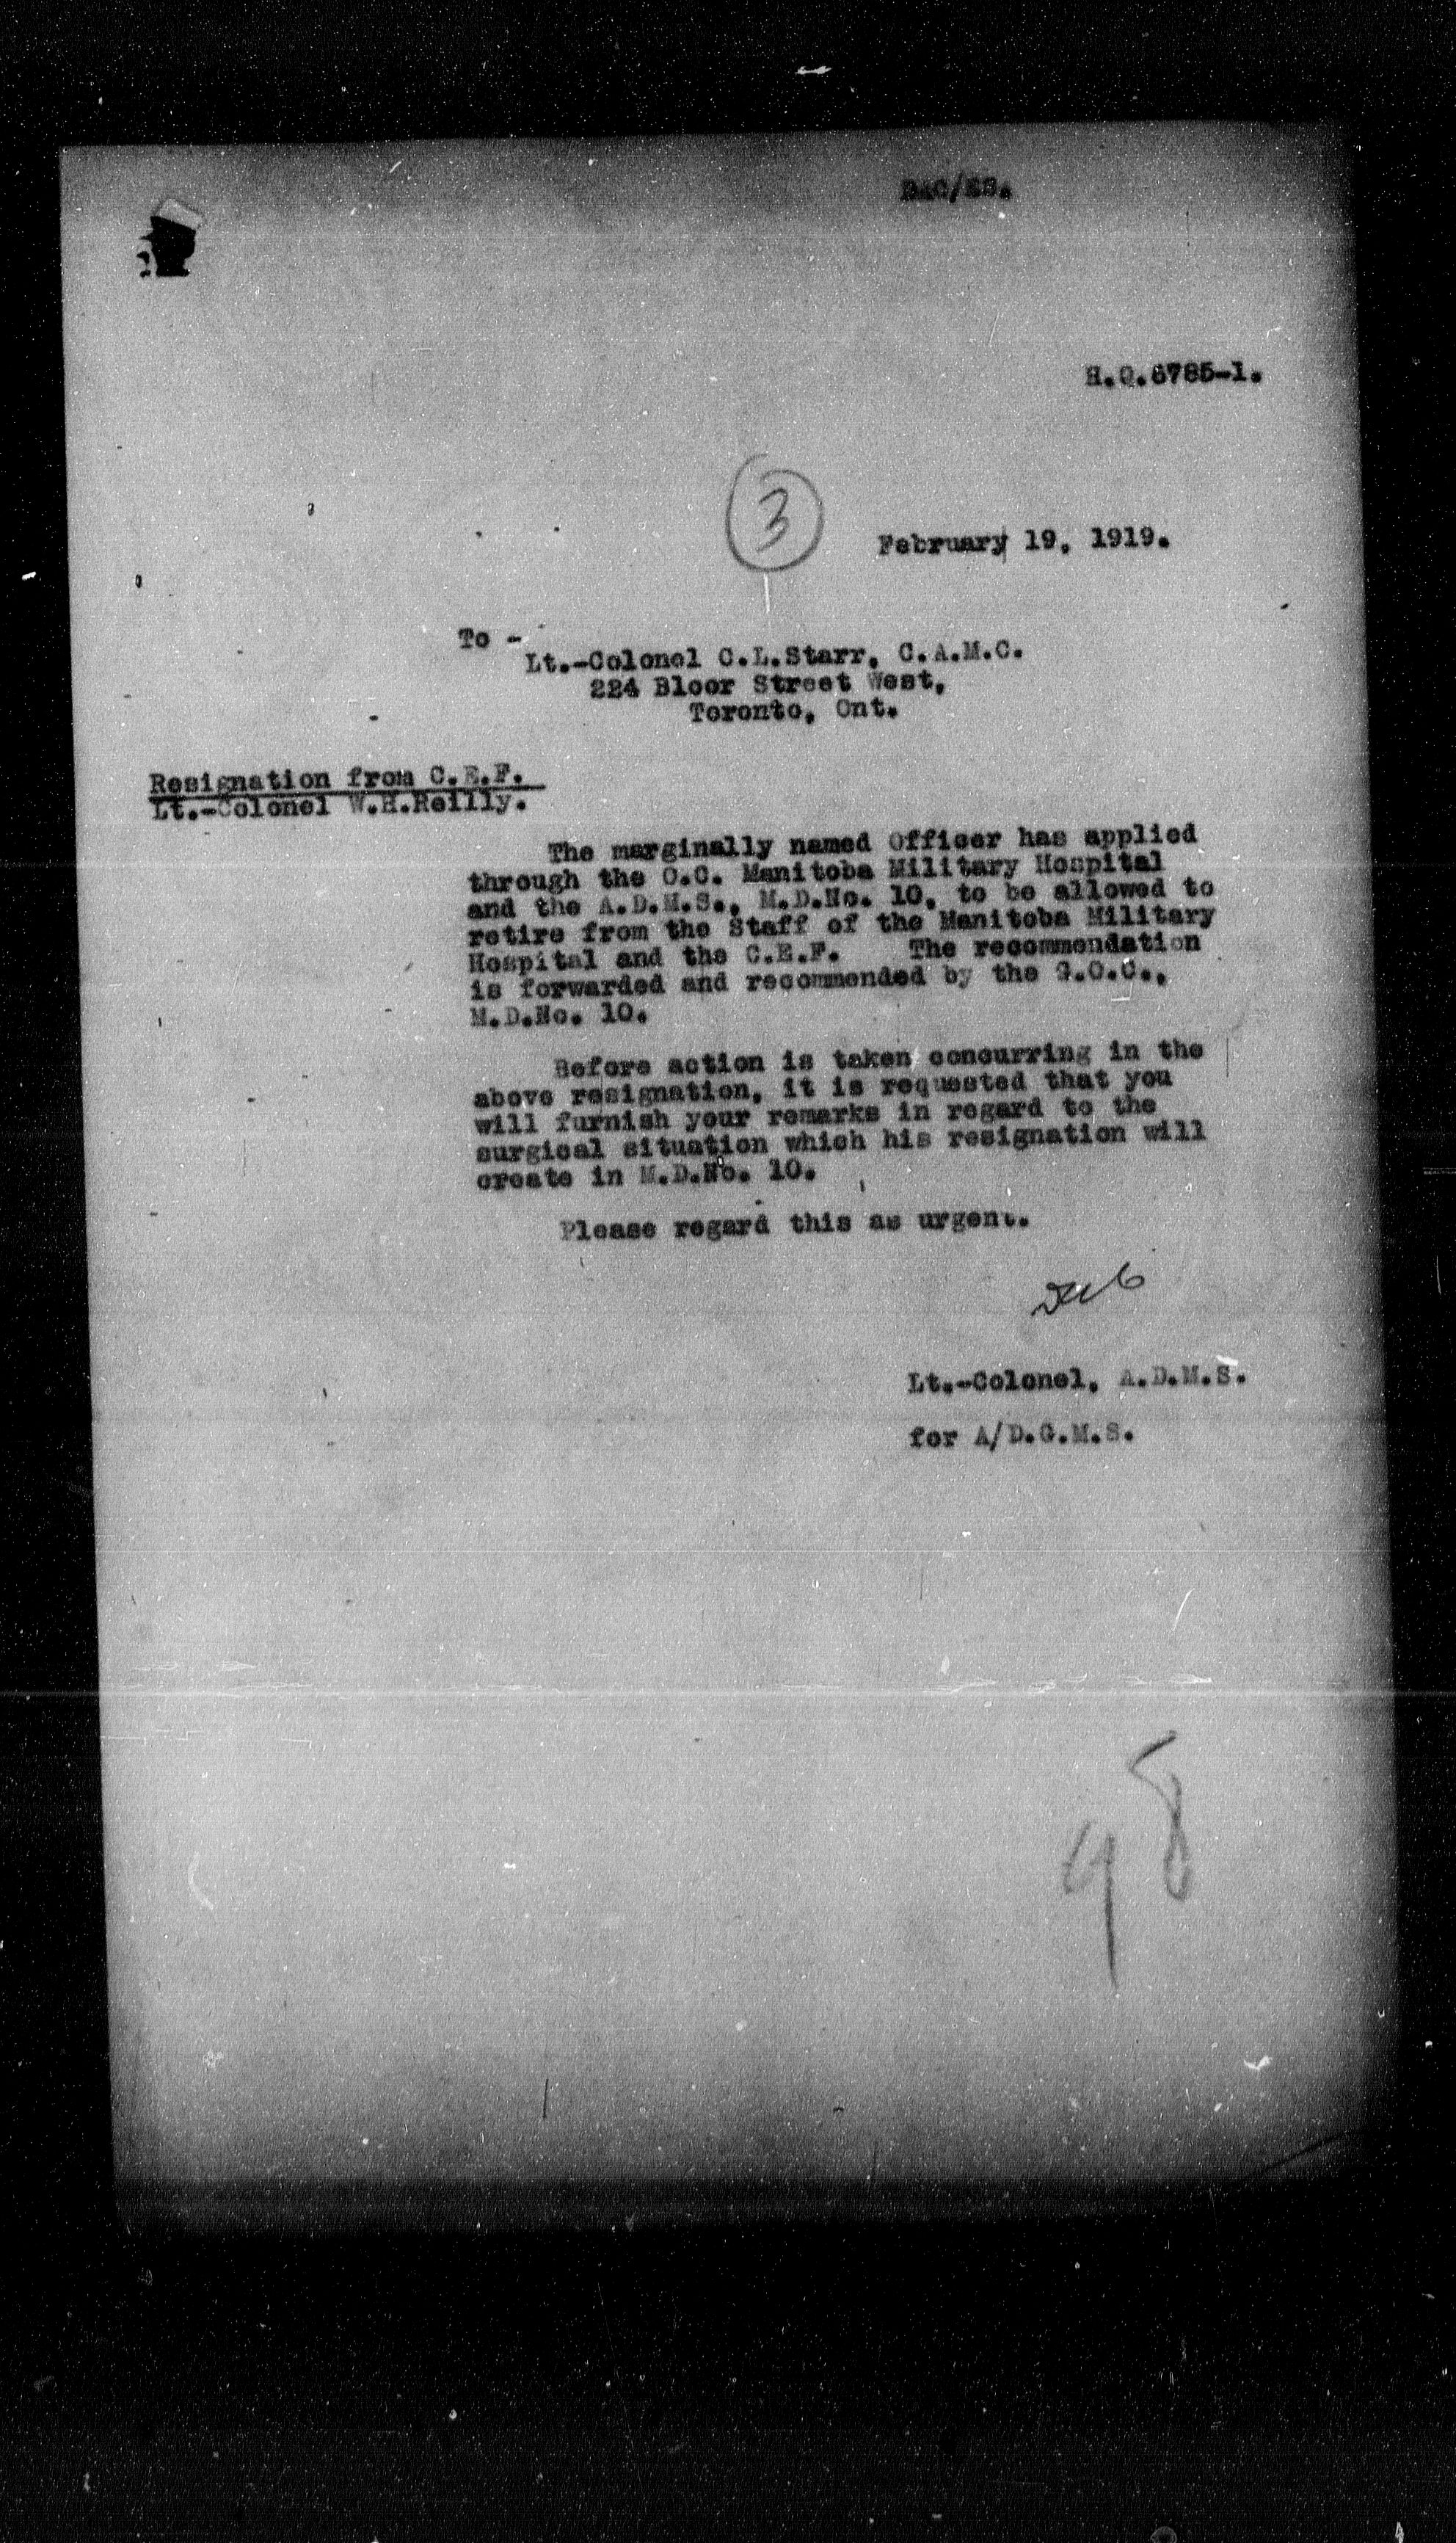 H.Q.6785-1.
3
February 19, 1919.
To -
Lt.-Colonel C.L.Starr, C.A.M.C.
224 Bloor Street West,
Toronto, Ont.
Resignation from C.E.F.
Lt.-Colonel W.H.Reilly.
The marginally named Officer has applied
through the O.C. Manitoba Military Hospital
and the A.D.M.S., M.D.No. 10, to be allowed to
retire from the Staff of the Manitoba Military
Hospital and the C.E.F. The recommendation
is forwarded and recommended by the G.O.C.,
M.D.No. 10.
Before action is taken concurring in the
above resignation, it is requested that you
will furnish your remarks in regard to the
surgical situation which his resignation will
create in M.D.No. 10.
Please regard this as urgent.
Lt.-Colonel, A.D.M.S.
for A/D.G.M.S.
98